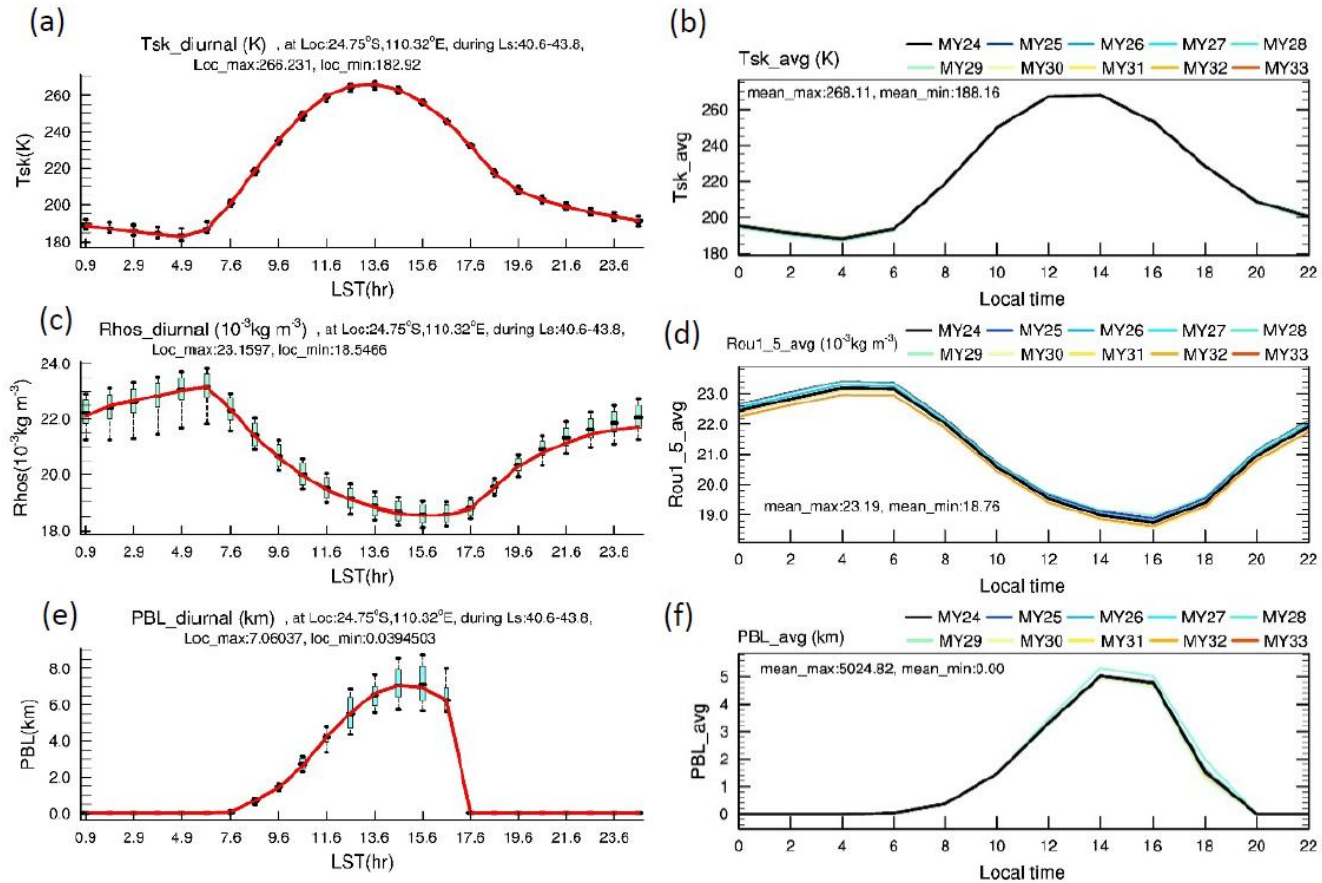 (a)
Tsk_diurnal (K) , at Loc:24.75°S,110.32°E, during Ls:40.6-43.8,
Loc_max:266.231, loc_min:182.92
Tsk(K)
260
240
220
200
180
0.9 2.9 4.9 7.6 9.6 11.6 13.6 15.6 17.6 19.6 21.6 23.6
LST(hr)
(b)
MY24 MY25 MY26 MY27 MY28
MY29 MY30 MY31 MY32 MY33
Tsk_avg (K)
mean_max:268.11, mean_min:188.16
Tsk_avg
260
240
220
200
180
0 2 4 6 8 10 12 14 16 18 20 22
Local time
(c)
Rhos_diurnal (10⁻³kg m⁻³) , at Loc:24.75°S,110.32°E, during Ls:40.6-43.8,
Loc_max:23.1597, loc_min:18.5466
Rhos(10⁻³kg m⁻³)
24.0
22.0
20.0
18.0
0.9 2.9 4.9 7.6 9.6 11.6 13.6 15.6 17.6 19.6 21.6 23.6
LST(hr)
(d)
MY24 MY25 MY26 MY27 MY28
Rou1_5_avg (10⁻³kg m⁻³)
MY29 MY30 MY31 MY32 MY33
Rou1_5_avg
23.0
22.0
21.0
20.0
19.0
mean_max:23.19, mean_min:18.76
0 2 4 6 8 10 12 14 16 18 20 22
Local time
(e)
PBL_diurnal (km) , at Loc:24.75°S,110.32°E, during Ls:40.6-43.8,
Loc_max:7.06037, loc_min:0.0394503
PBL(km)
8.0
6.0
4.0
2.0
0.0
0.9 2.9 4.9 7.6 9.6 11.6 13.6 15.6 17.6 19.6 21.6 23.6
LST(hr)
(f)
MY24 MY25 MY26 MY27 MY28
MY29 MY30 MY31 MY32 MY33
PBL_avg (km)
mean_max:5024.82, mean_min:0.00
PBL_avg
5
4
3
2
1
0
0 2 4 6 8 10 12 14 16 18 20 22
Local time